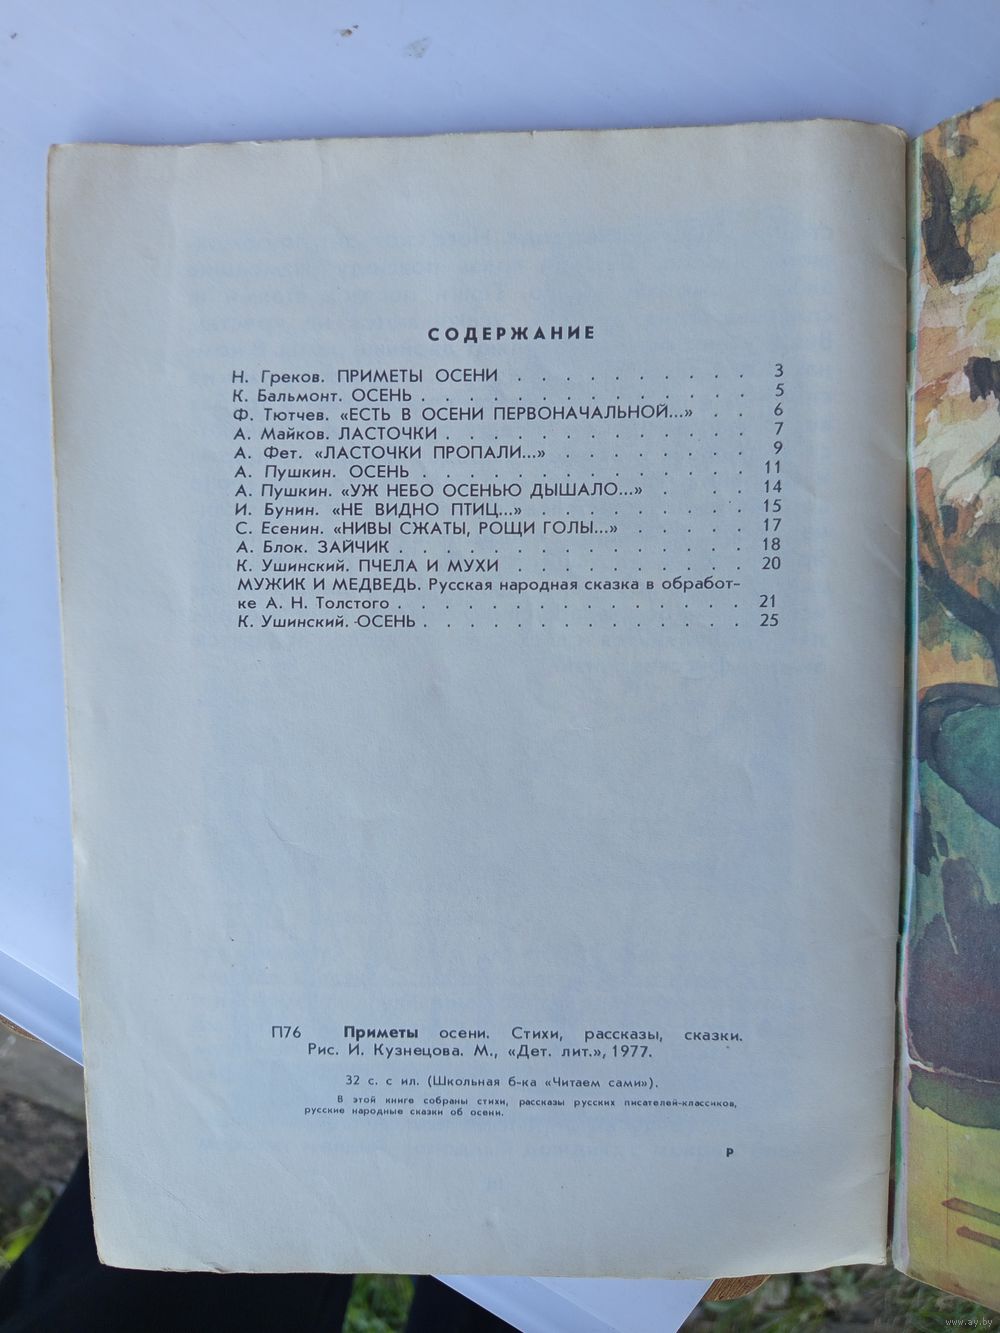 СОДЕРЖАНИЕ
Н. Греков. ПРИМЕТЫ ОСЕНИ . . . . . . . . . . 3
К. Бальмонт. ОСЕНЬ . . . . . . . . . . . . . . 5
Ф. Тютчев. «ЕСТЬ В ОСЕНИ ПЕРВОНАЧАЛЬНОЙ...» . . 6
А. Майков. ЛАСТОЧКИ . . . . . . . . . . . . . 7
А. Фет. «ЛАСТОЧКИ ПРОПАЛИ...» . . . . . . . . 9
А. Пушкин. ОСЕНЬ . . . . . . . . . . . . . . 11
А. Пушкин. «УЖ НЕБО ОСЕНЬЮ ДЫШАЛО...» . . . . 14
И. Бунин. «НЕ ВИДНО ПТИЦ...» . . . . . . . . . 15
С. Есенин. «НИВЫ СЖАТЫ, РОЩИ ГОЛЫ...» . . . . . 17
А. Блок. ЗАЙЧИК . . . . . . . . . . . . . . . 18
К. Ушинский. ПЧЕЛА И МУХИ . . . . . . . . . . 20
МУЖИК И МЕДВЕДЬ. Русская народная сказка в обработ-
ке А. Н. Толстого . . . . . . . . . . . . . . . 21
К. Ушинский. ОСЕНЬ . . . . . . . . . . . . . . 25
П76 Приметы осени. Стихи, рассказы, сказки.
Рис. И. Кузнецова. М., «Дет. лит.», 1977.
32 с. с ил. (Школьная б-ка «Читаем сами»).
В этой книге собраны стихи, рассказы русских писателей-классиков,
русские народные сказки об осени.
Р
www.ay.by